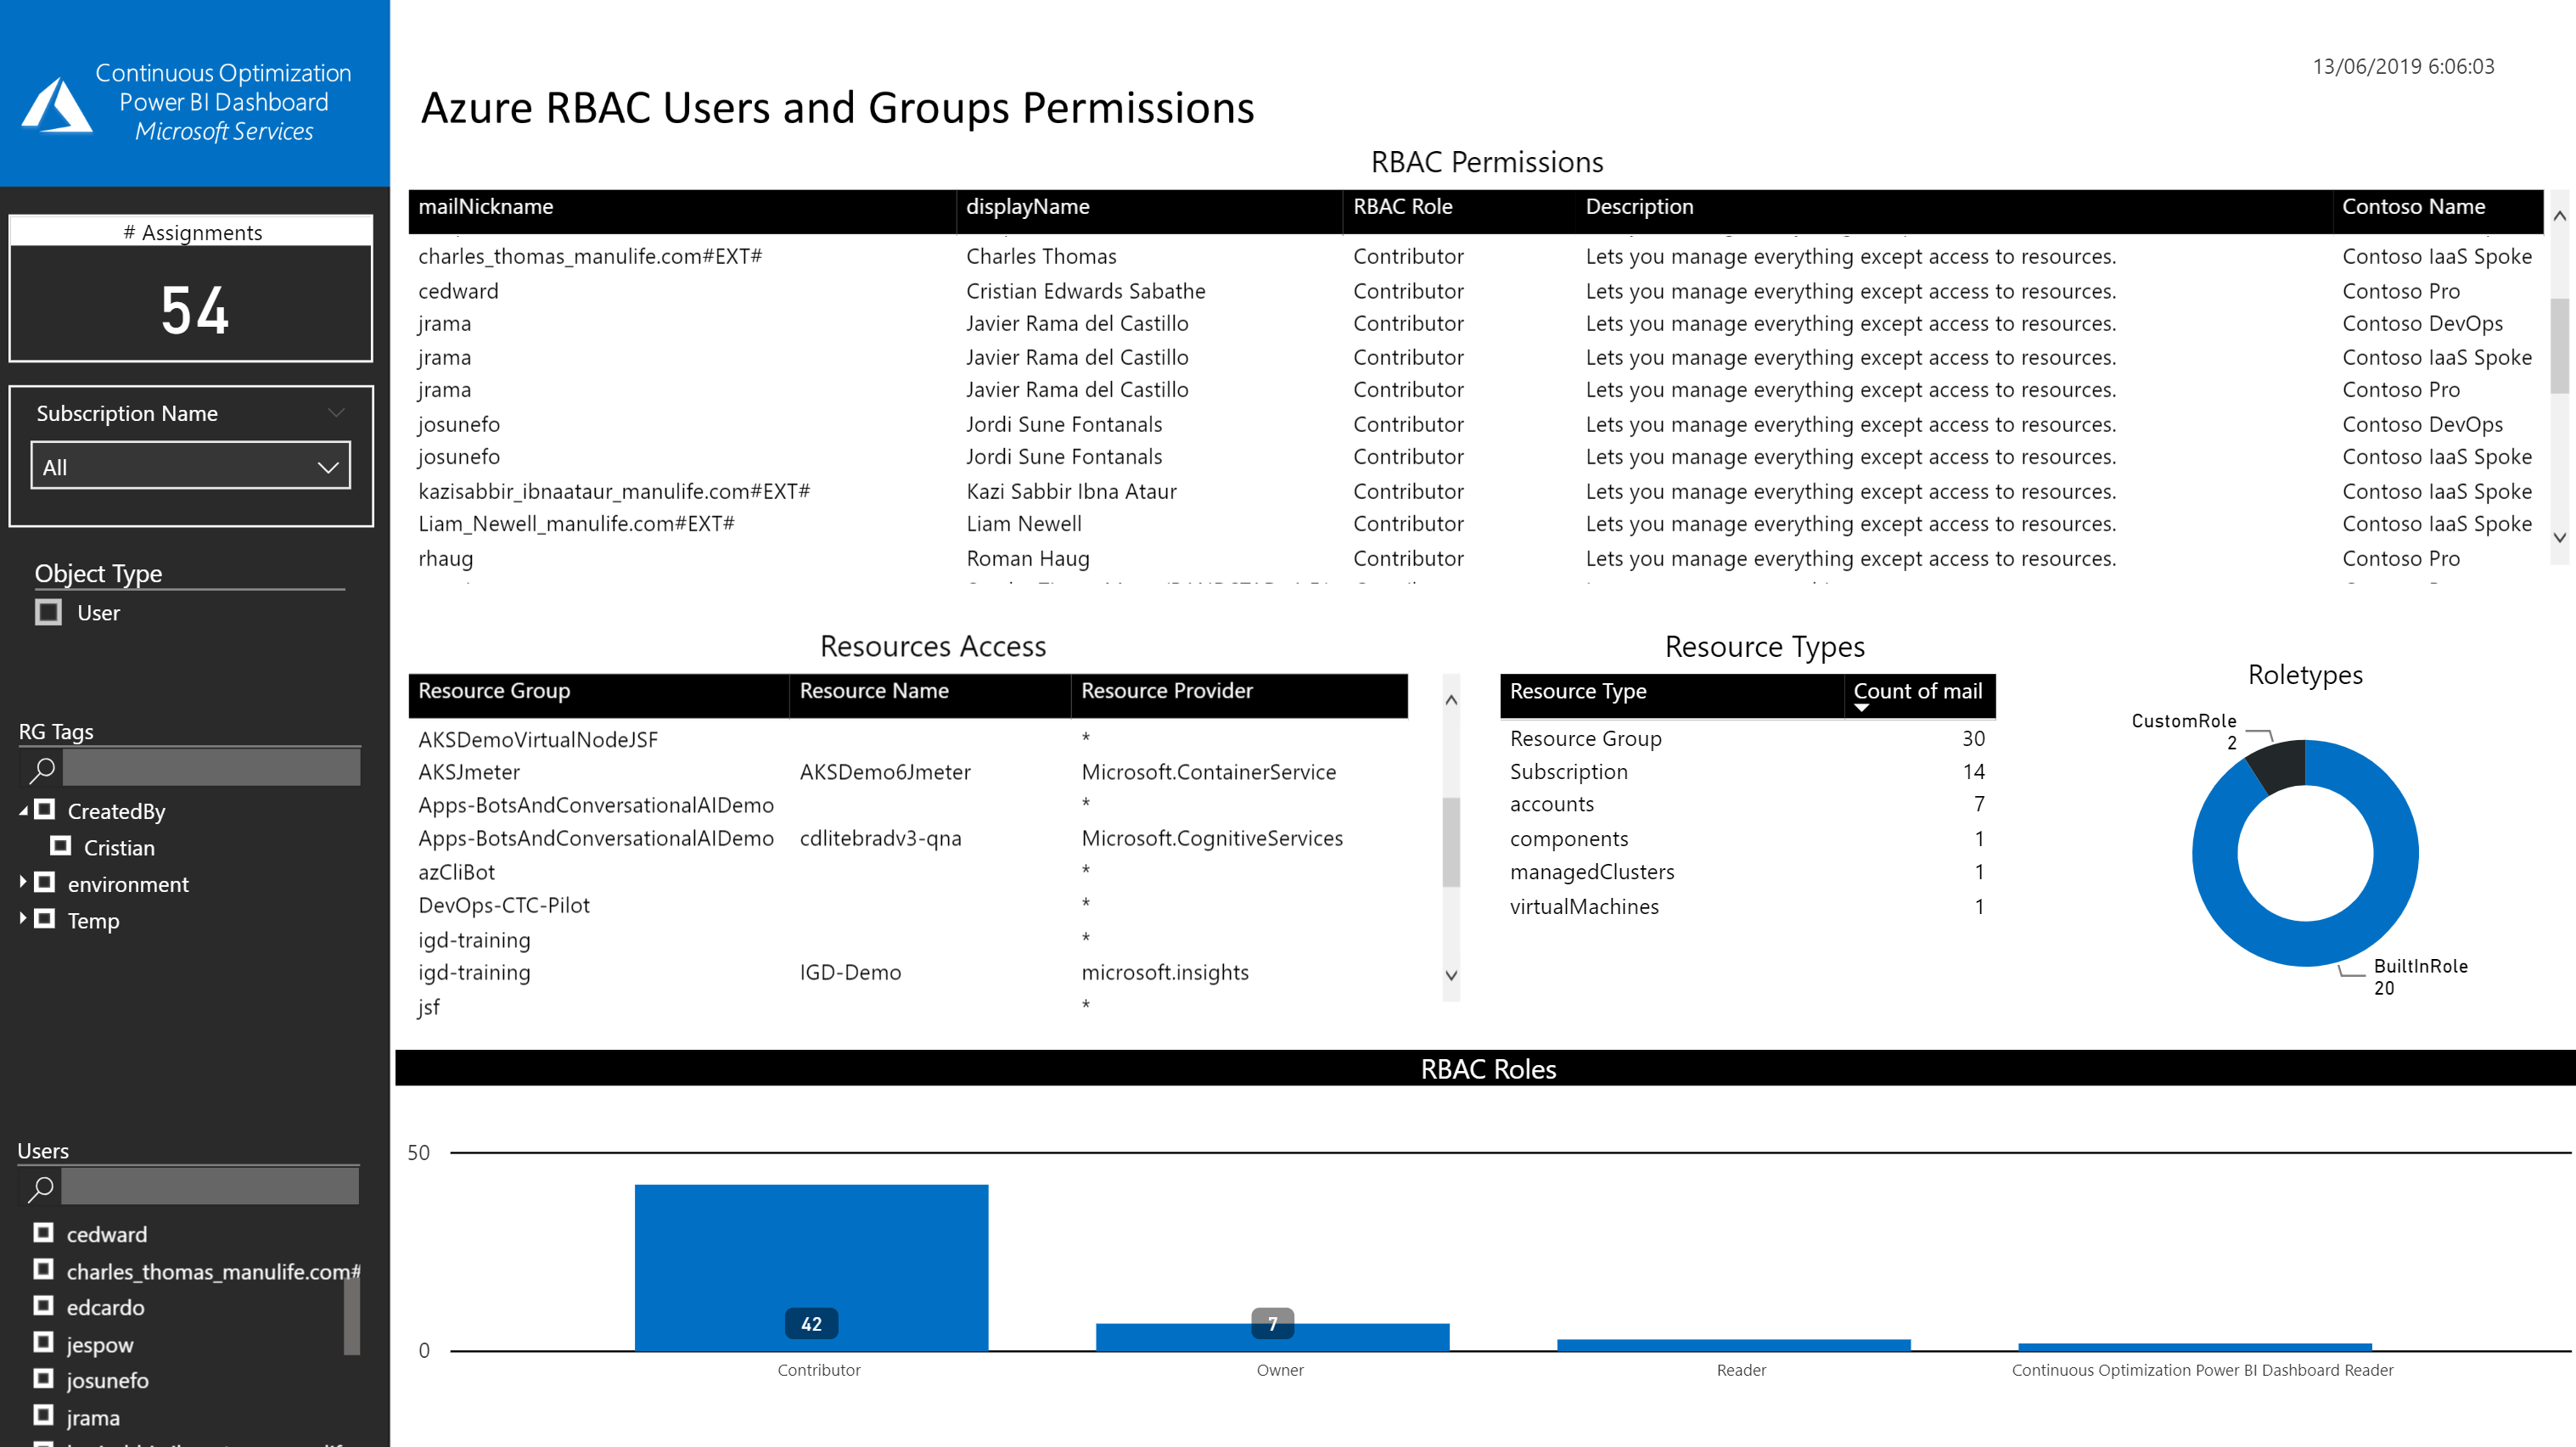 Continuous Optimization
Power BI Dashboard
Microsoft Services
# Assignments
54
Subscription Name
All
Object Type
User
RG Tags
CreatedBy
Cristian
environment
Temp
Users
cedward
charles_thomas_manulife.com#
edcardo
jespow
josunefo
jrama
13/06/2019 6:06:03
Azure RBAC Users and Groups Permissions
RBAC Permissions
mailNickname displayName RBAC Role Description Contoso Name
charles_thomas_manulife.com#EXT# Charles Thomas Contributor Lets you manage everything except access to resources. Contoso IaaS Spoke
cedward Cristian Edwards Sabathe Contributor Lets you manage everything except access to resources. Contoso Pro
jrama Javier Rama del Castillo Contributor Lets you manage everything except access to resources. Contoso DevOps
jrama Javier Rama del Castillo Contributor Lets you manage everything except access to resources. Contoso IaaS Spoke
jrama Javier Rama del Castillo Contributor Lets you manage everything except access to resources. Contoso Pro
josunefo Jordi Sune Fontanals Contributor Lets you manage everything except access to resources. Contoso DevOps
josunefo Jordi Sune Fontanals Contributor Lets you manage everything except access to resources. Contoso IaaS Spoke
kazisabbir_ibnaataur_manulife.com#EXT# Kazi Sabbir Ibna Ataur Contributor Lets you manage everything except access to resources. Contoso IaaS Spoke
Liam_Newell_manulife.com#EXT# Liam Newell Contributor Lets you manage everything except access to resources. Contoso IaaS Spoke
rhaug Roman Haug Contributor Lets you manage everything except access to resources. Contoso Pro
Resources Access
Resource Group Resource Name Resource Provider
AKSDemoVirtualNodeJSF *
AKSJmeter AKSDemo6Jmeter Microsoft.ContainerService
Apps-BotsAndConversationalAIDemo *
Apps-BotsAndConversationalAIDemo cdlitebradv3-qna Microsoft.CognitiveServices
azCliBot *
DevOps-CTC-Pilot *
igd-training *
igd-training IGD-Demo microsoft.insights
jsf *
Resource Types
Resource Type Count of mail
Resource Group 30
Subscription 14
accounts 7
components 1
managedClusters 1
virtualMachines 1
Roletypes
CustomRole
2
BuiltInRole
20
RBAC Roles
50
0
42
7
Contributor Owner Reader Continuous Optimization Power BI Dashboard Reader